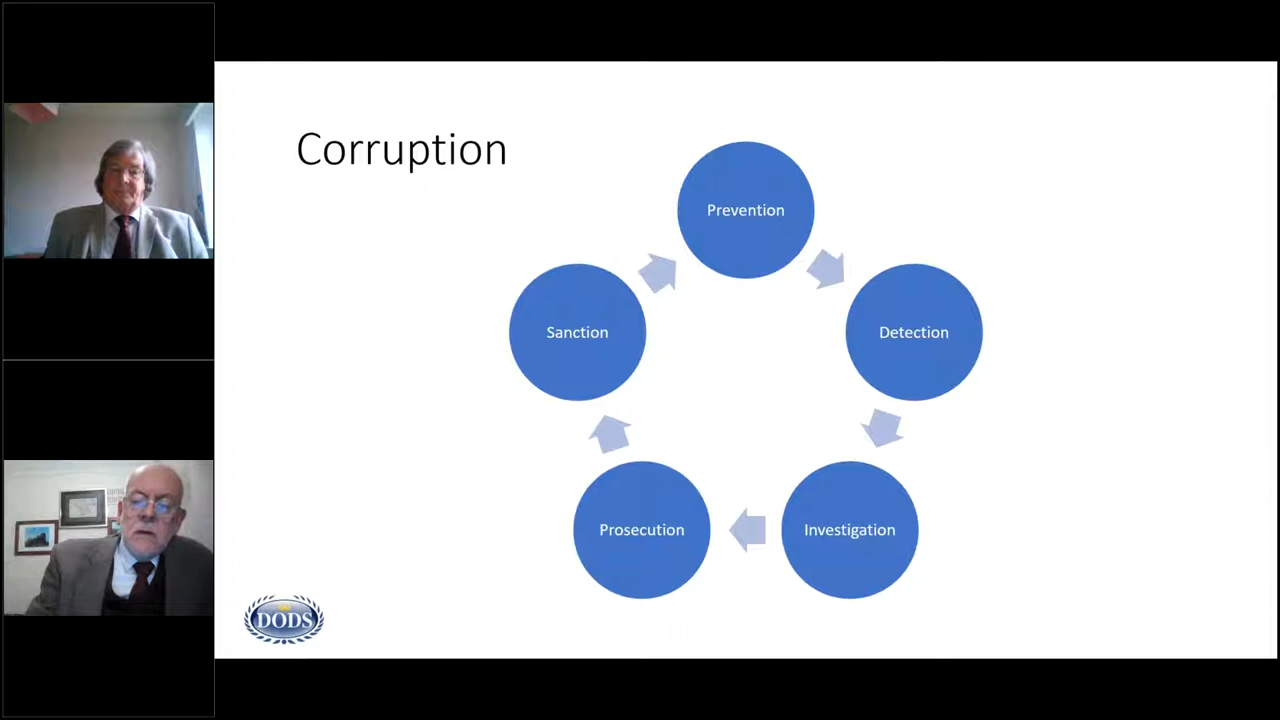 Corruption
Prevention
Detection
Investigation
Prosecution
Sanction
DODS